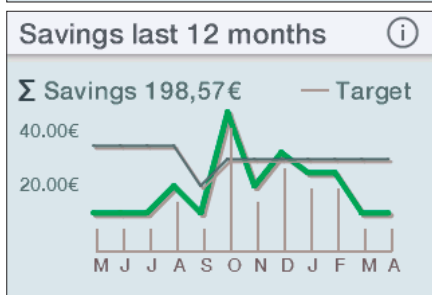 Savings last 12 months i
Σ Savings 198,57€ Target
40.00€
20.00€
M J J A S O N D J F M A